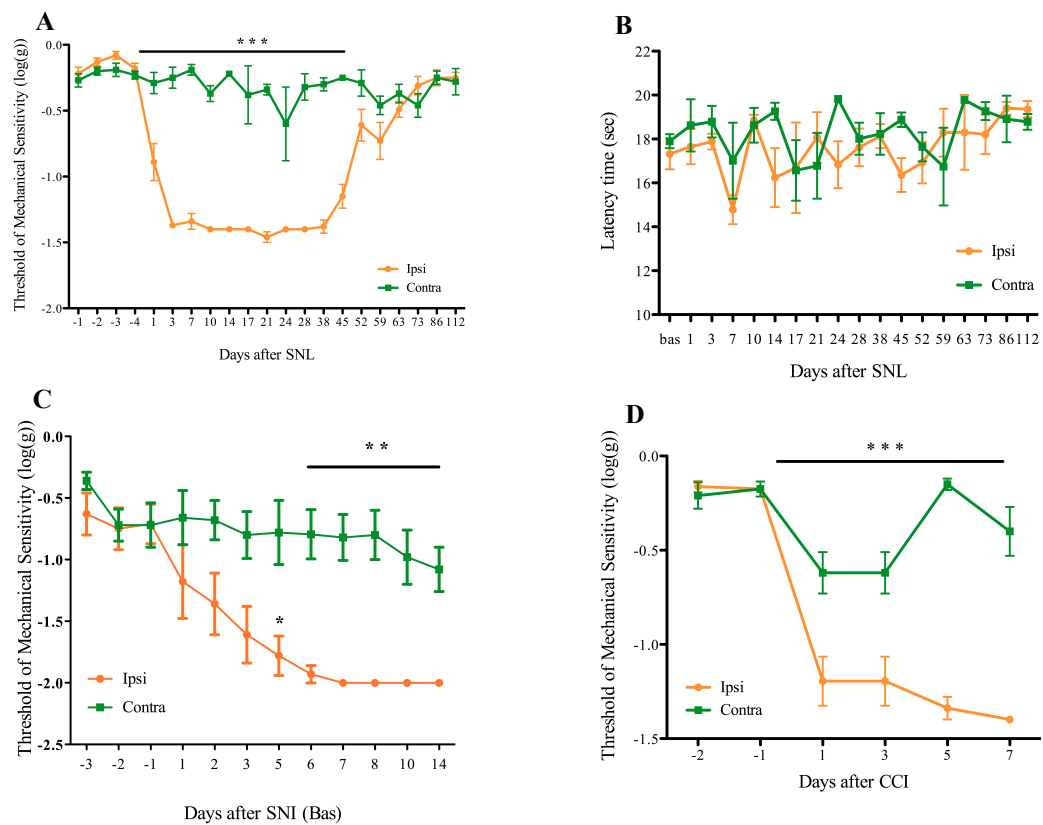 A
Threshold of Mechanical Sensitivity (log(g))
0.0
-0.5
-1.0
-1.5
-2.0
***
Ipsi
Contra
-1 -2 -3 -4 1 3 7 10 14 17 21 24 28 38 45 52 59 63 73 86 112
Days after SNL
B
Latency time (sec)
22
20
18
16
14
12
10
Ipsi
Contra
bas 1 3 7 10 14 17 21 24 28 38 45 52 59 63 73 86 112
Days after SNL
C
Threshold of Mechanical Sensitivity (log(g))
0.0
-0.5
-1.0
-1.5
-2.0
-2.5
**
*
Ipsi
Contra
-3 -2 -1 1 2 3 5 6 7 8 10 14
Days after SNI (Bas)
D
Threshold of Mechanical Sensitivity (log(g))
0.0
-0.5
-1.0
-1.5
***
Ipsi
Contra
-2 -1 1 3 5 7
Days after CCI